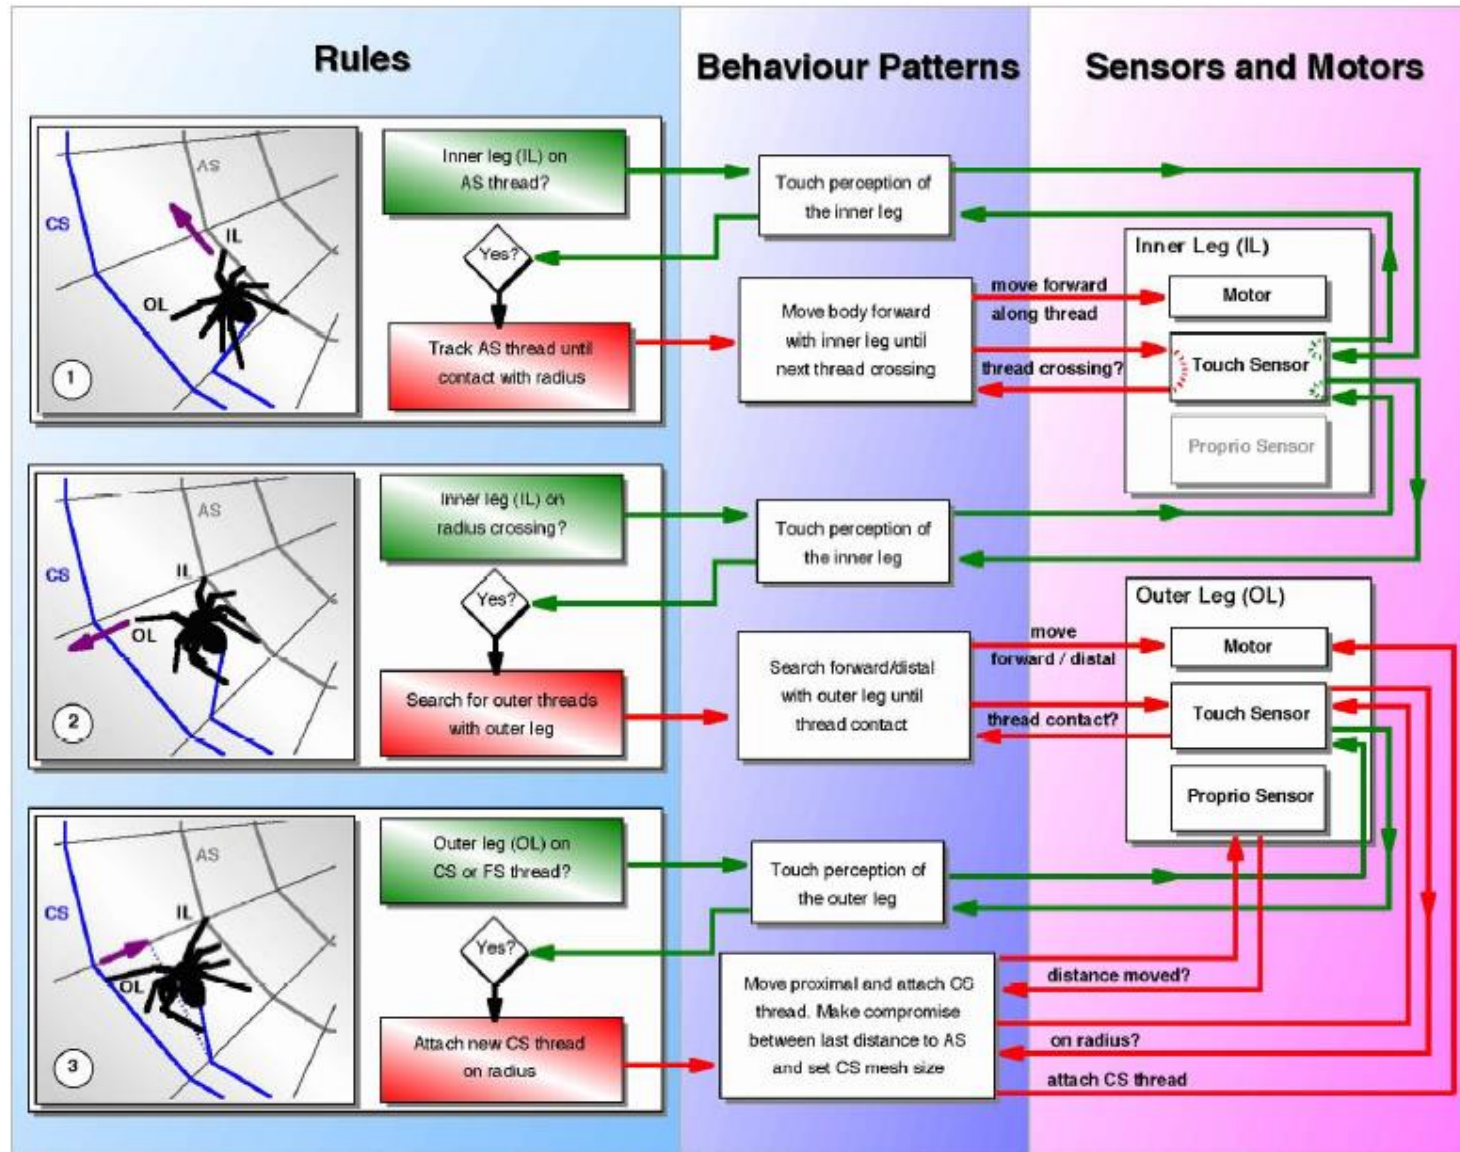 Rules
Behaviour Patterns
Sensors and Motors
AS
CS
IL
OL
1
Inner leg (IL) on
AS thread?
Yes?
Track AS thread until
contact with radius
Touch perception of
the inner leg
Move body forward
with inner leg until
next thread crossing
move forward
along thread
thread crossing?
Inner Leg (IL)
Motor
Touch Sensor
Proprio Sensor
AS
CS
IL
OL
2
Inner leg (IL) on
radius crossing?
Yes?
Search for outer threads
with outer leg
Touch perception of
the inner leg
Search forward/distal
with outer leg until
thread contact
move
forward / distal
thread contact?
Outer Leg (OL)
Motor
Touch Sensor
Proprio Sensor
AS
CS
IL
OL
3
Outer leg (OL) on
CS or FS thread?
Yes?
Attach new CS thread
on radius
Touch perception of
the outer leg
Move proximal and attach CS
thread. Make compromise
between last distance to AS
and set CS mesh size
distance moved?
on radius?
attach CS thread